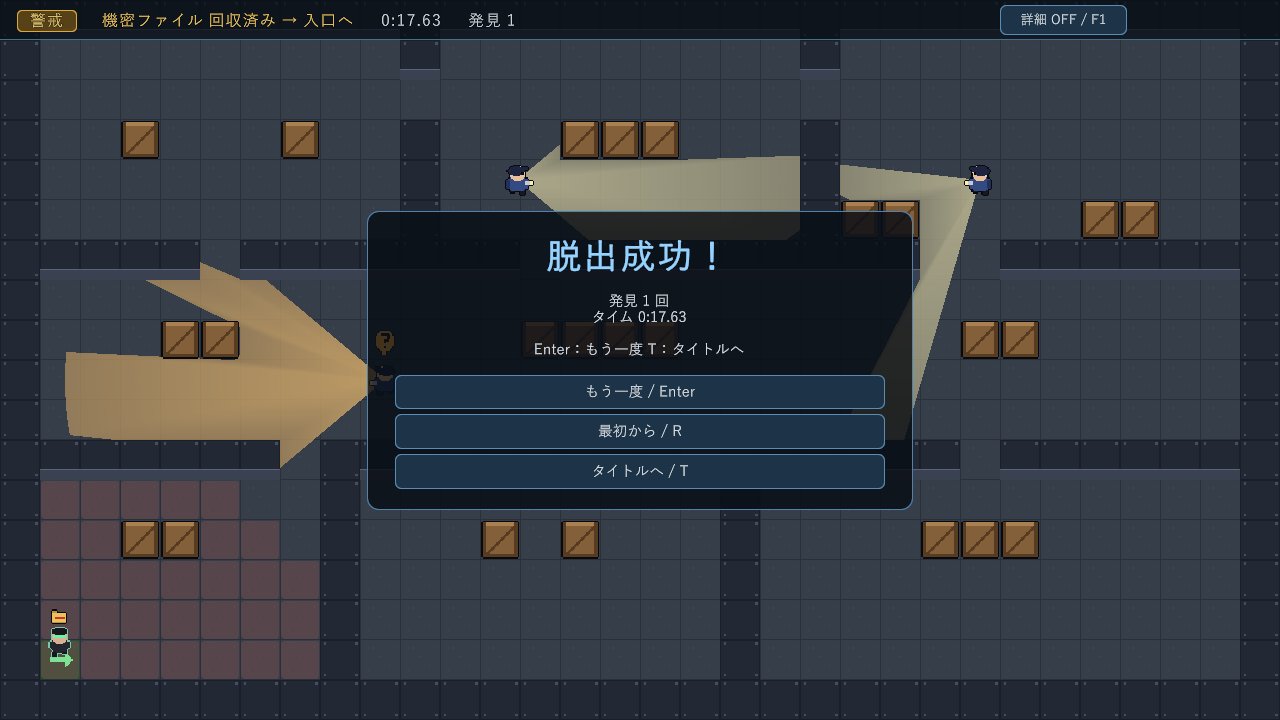 警戒 機密ファイル 回収済み → 入口へ 0:17.63 発見 1 詳細 OFF / F1
?
脱出成功！
発見 1 回
タイム 0:17.63
Enter：もう一度 T：タイトルへ
もう一度 / Enter
最初から / R
タイトルへ / T